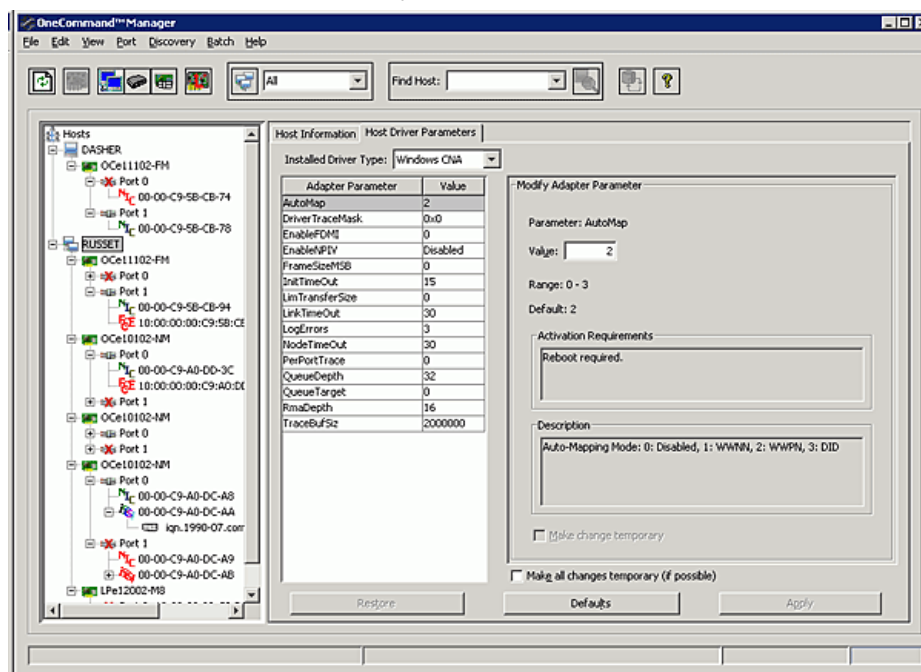 OneCommand™Manager
File Edit View Port Discovery Batch Help
All
Find Host:
Hosts
DASHER
OCe11102-FM
Port 0
00-00-C9-5B-CB-74
Port 1
00-00-C9-5B-CB-78
RUSSET
OCe11102-FM
Port 0
Port 1
00-00-C9-5B-CB-94
10:00:00:00:C9:5B:CE
OCe10102-NM
Port 0
00-00-C9-A0-DD-3C
10:00:00:00:C9:A0:DD
Port 1
OCe10102-NM
Port 0
Port 1
OCe10102-NM
Port 0
00-00-C9-A0-DC-A8
00-00-C9-A0-DC-AA
iqn.1990-07.com
Port 1
00-00-C9-A0-DC-A9
00-00-C9-A0-DC-AB
LPe12002-M8
Host Information Host Driver Parameters
Installed Driver Type: Windows CNA
Adapter Parameter Value
AutoMap 2
DriverTraceMask 0x0
EnableFDMI 0
EnableNPIV Disabled
FrameSizeMSB 0
InitTimeOut 15
LimTransferSize 0
LinkTimeOut 30
LogErrors 3
NodeTimeOut 30
PerPortTrace 0
QueueDepth 32
QueueTarget 0
RmaDepth 16
TraceBufSiz 2000000
Modify Adapter Parameter
Parameter: AutoMap
Value: 2
Range: 0 - 3
Default: 2
Activation Requirements
Reboot required.
Description
Auto-Mapping Mode: 0: Disabled, 1: WWNN, 2: WWPN, 3: DID
Make change temporary
Make all changes temporary (if possible)
Restore Defaults Apply